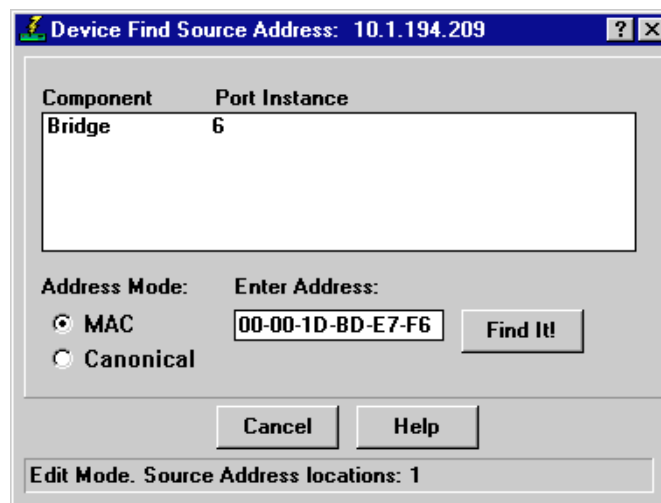 Device Find Source Address: 10.1.194.209 ? X
Component Port Instance
Bridge 6
Address Mode: Enter Address:
MAC 00-00-1D-BD-E7-F6 Find It!
Canonical
Cancel Help
Edit Mode. Source Address locations: 1